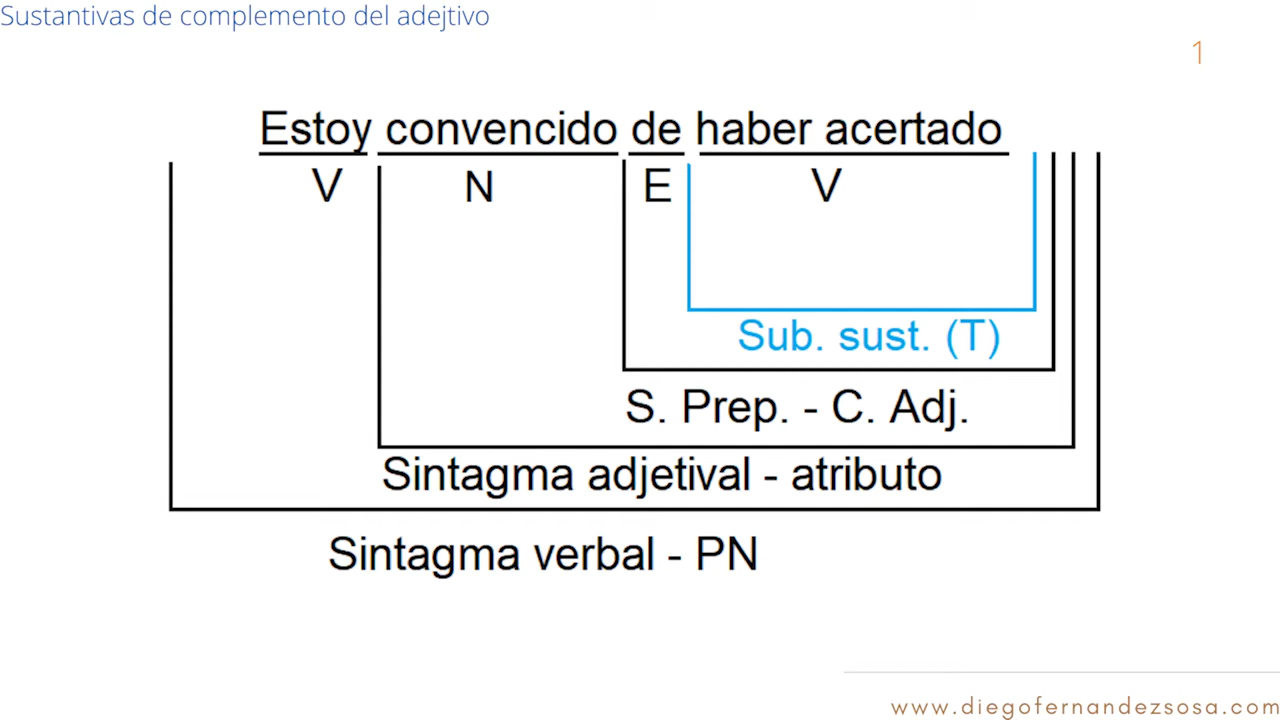 Sustantivas de complemento del adejtivo
1
Estoy convencido de haber acertado
V N E V
Sub. sust. (T)
S. Prep. - C. Adj.
Sintagma adjetival - atributo
Sintagma verbal - PN
www.diegofernandezsosa.com